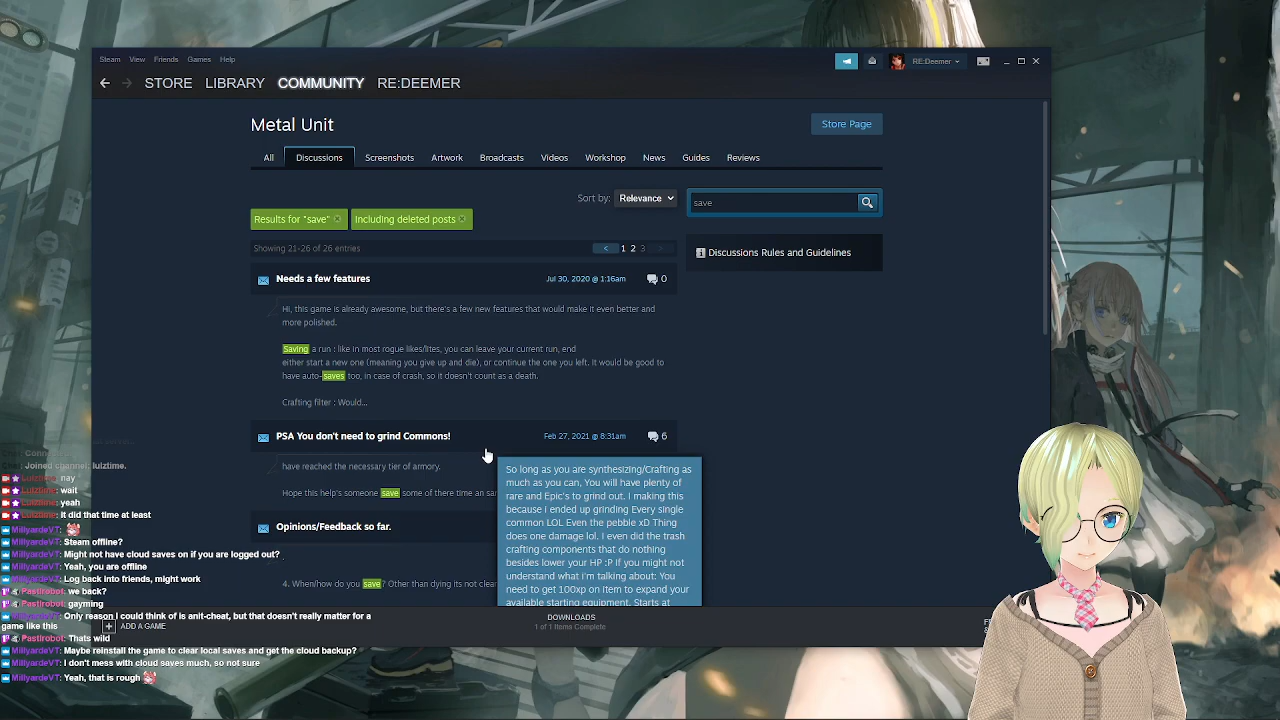 Steam View Friends Games Help
RE:Deemer
STORE LIBRARY COMMUNITY RE:DEEMER
Metal Unit
Store Page
All Discussions Screenshots Artwork Broadcasts Videos Workshop News Guides Reviews
Sort by: Relevance
save
Results for "save" x
Including deleted posts x
Showing 21-26 of 26 entries
< 1 2 3 >
Discussions Rules and Guidelines
Needs a few features
Jul 30, 2020 @ 1:16am
0
Hi, this game is already awesome, but there's a few new features that would make it even better and
more polished.
Saving a run : like in most rogue likes/lites, you can leave your current run, end
either start a new one (meaning you give up and die), or continue the one you left. It would be good to
have auto-saves too, in case of crash, so it doesn't count as a death.
Crafting filter : Would...
PSA You don't need to grind Commons!
Feb 27, 2021 @ 8:31am
6
have reached the necessary tier of armory.
Hope this help's someone save some of there time an
Opinions/Feedback so far.
4. When/how do you save? Other than dying its not clear
So long as you are synthesizing/Crafting as
much as you can, You will have plenty of
rare and Epic's to grind out. I making this
because i ended up grinding Every single
common LOL Even the pebble xD Thing
does one damage lol. I even did the trash
crafting components that do nothing
besides lower your HP :P If you might not
understand what i'm talking about: You
need to get 100xp on item to expand your
available starting equipment. Starts at
DOWNLOADS
1 of 1 Items Complete
ADD A GAME
Joined channel: luiztime.
Luiztime: nay
Luiztime: wait
Luiztime: yeah
Luiztime: It did that time at least
MillyardeVT:
MillyardeVT: Steam offline?
MillyardeVT: Might not have cloud saves on if you are logged out?
MillyardeVT: Yeah, you are offline
MillyardeVT: Log back into friends, might work
Pastirobot: we back?
Pastirobot: gayming
MillyardeVT: Only reason I could think of is anit-cheat, but that doesn't really matter for a
game like this
Pastirobot: Thats wild
MillyardeVT: Maybe reinstall the game to clear local saves and get the cloud backup?
MillyardeVT: I don't mess with cloud saves much, so not sure
MillyardeVT: Yeah, that is rough